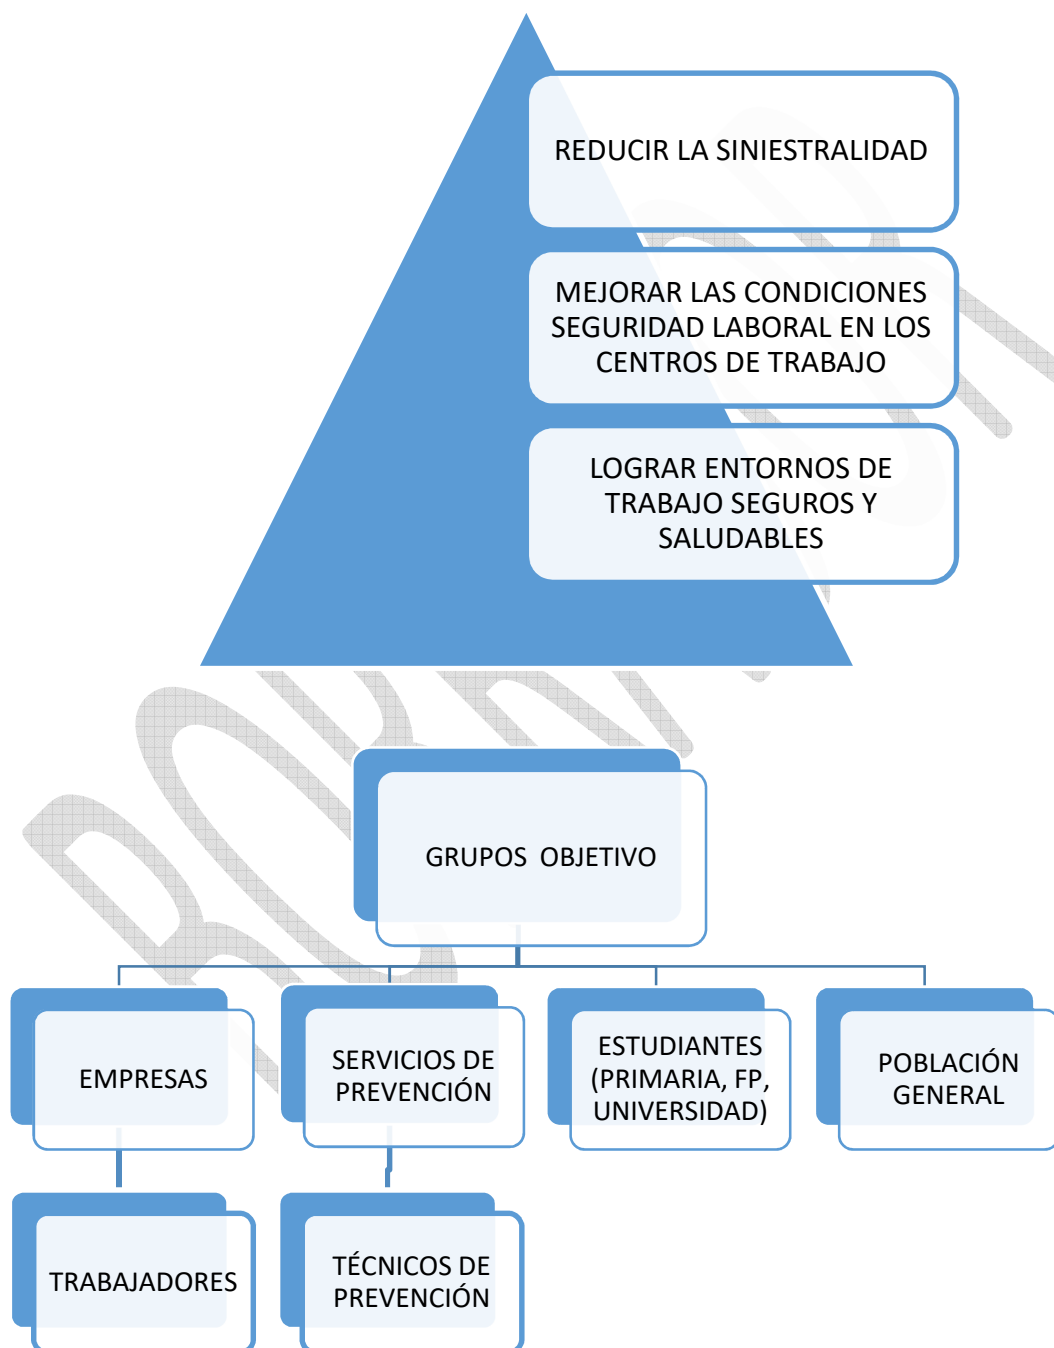 REDUCIR LA SINIESTRALIDAD
MEJORAR LAS CONDICIONES
SEGURIDAD LABORAL EN LOS
CENTROS DE TRABAJO
LOGRAR ENTORNOS DE
TRABAJO SEGUROS Y
SALUDABLES
GRUPOS OBJETIVO
EMPRESAS
SERVICIOS DE
PREVENCIÓN
ESTUDIANTES
(PRIMARIA, FP,
UNIVERSIDAD)
POBLACIÓN
GENERAL
TRABAJADORES
TÉCNICOS DE
PREVENCIÓN